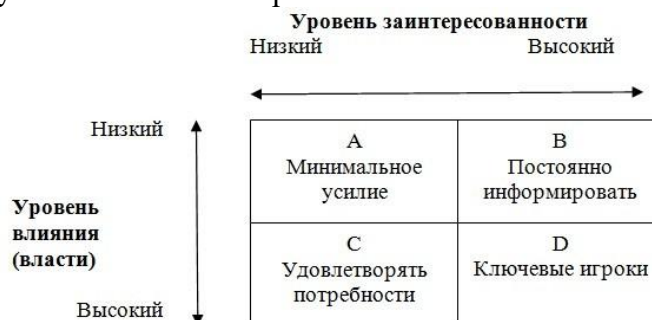 Уровень заинтересованности
Низкий Высокий
Низкий
Уровень
влияния
(власти)
Высокий
A
Минимальное
усилие
B
Постоянно
информировать
C
Удовлетворять
потребности
D
Ключевые игроки